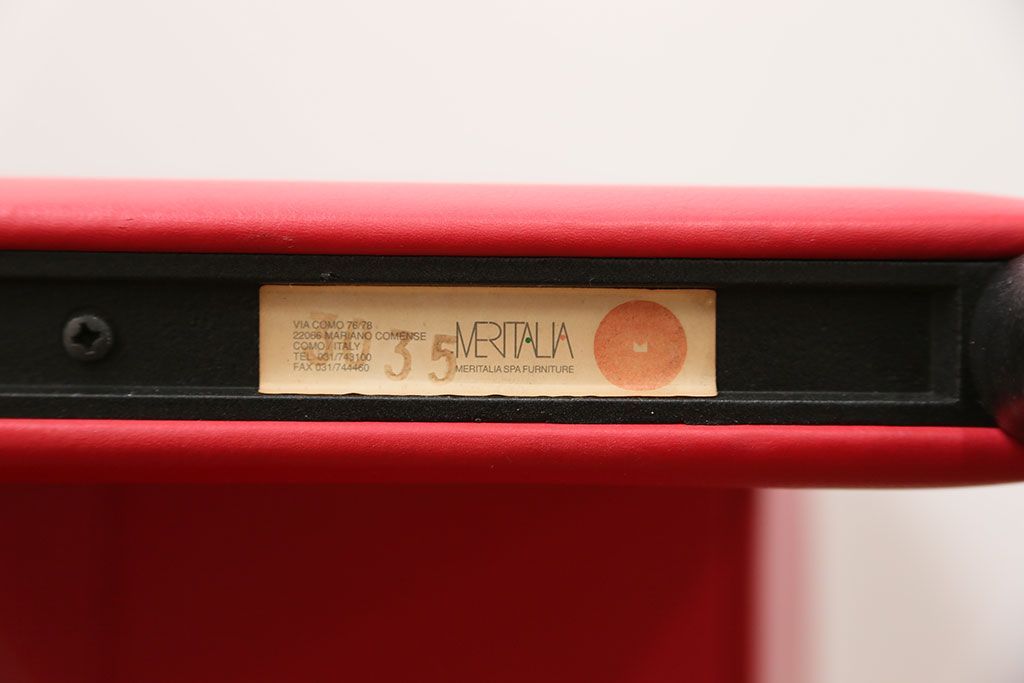 VIA COMO 76/78
22066 MARIANO COMENSE
COMO / ITALY
TEL 031/743100
FAX 031/744460
35
MERITALIA
MERITALIA SPA FURNITURE
M